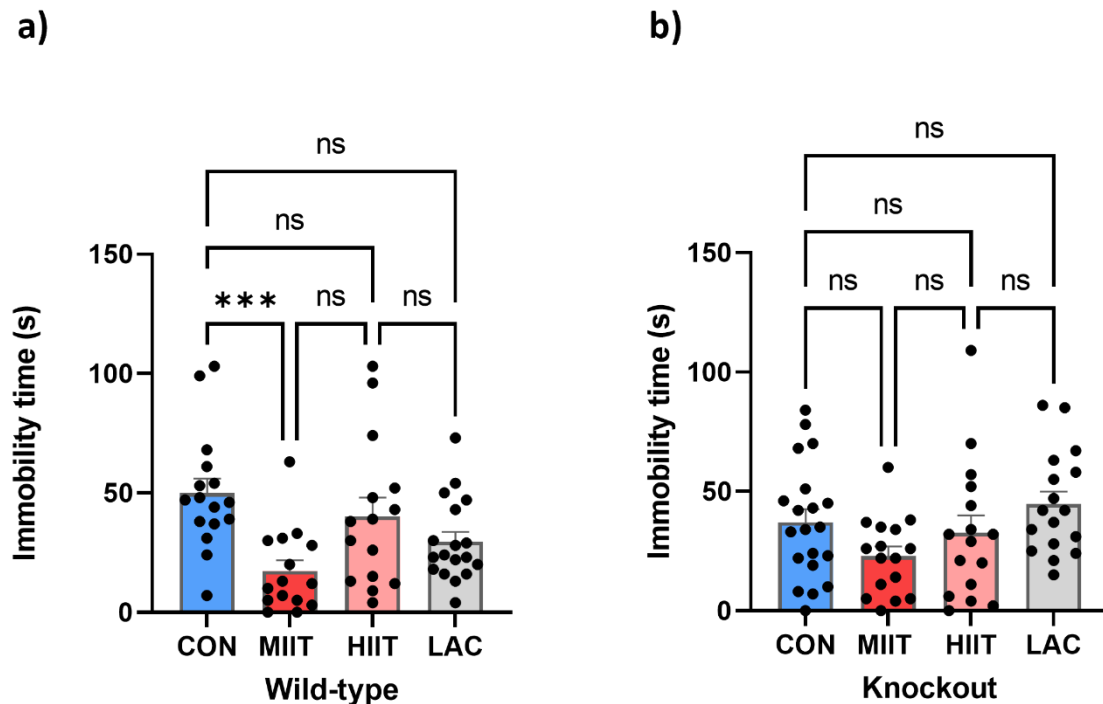 a)
ns
ns
*** ns ns
Immobility time (s)
150
100
50
0
CON MIIT HIIT LAC
Wild-type
b)
ns
ns
ns ns ns
Immobility time (s)
150
100
50
0
CON MIIT HIIT LAC
Knockout